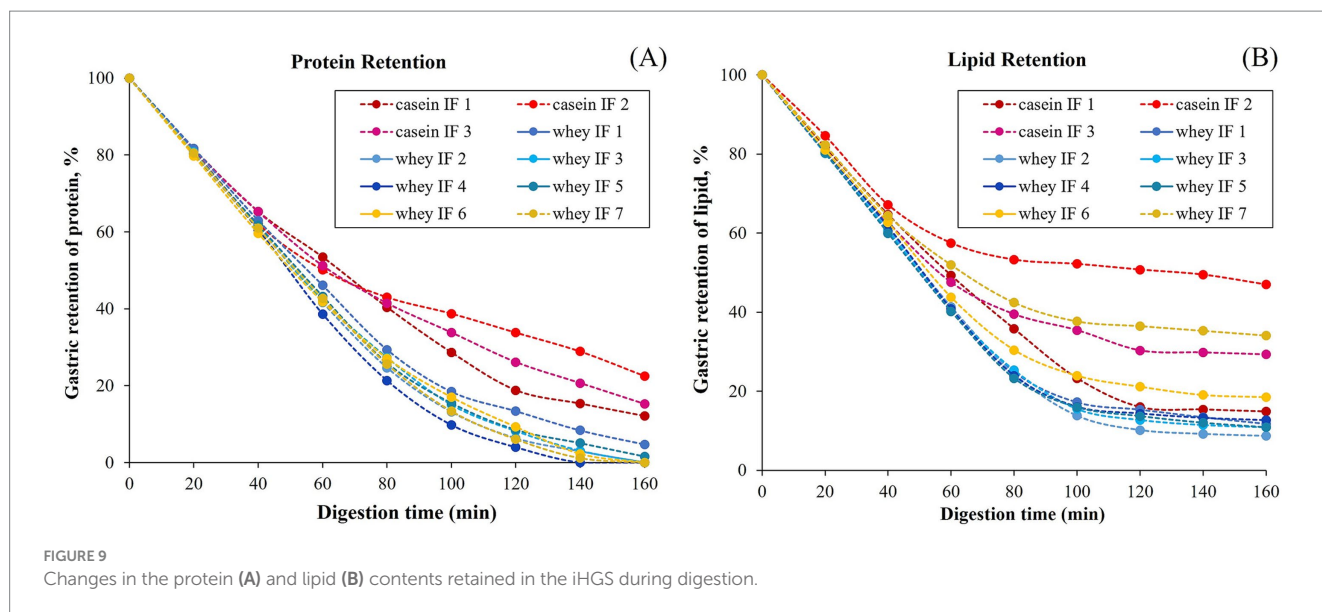 Protein Retention
(A)
Gastric retention of protein, %
100
80
60
40
20
0
0 20 40 60 80 100 120 140 160
Digestion time (min)
casein IF 1 casein IF 2
casein IF 3 whey IF 1
whey IF 2 whey IF 3
whey IF 4 whey IF 5
whey IF 6 whey IF 7
Lipid Retention
(B)
Gastric retention of lipid, %
100
80
60
40
20
0
0 20 40 60 80 100 120 140 160
Digestion time (min)
casein IF 1 casein IF 2
casein IF 3 whey IF 1
whey IF 2 whey IF 3
whey IF 4 whey IF 5
whey IF 6 whey IF 7
FIGURE 9
Changes in the protein (A) and lipid (B) contents retained in the iHGS during digestion.